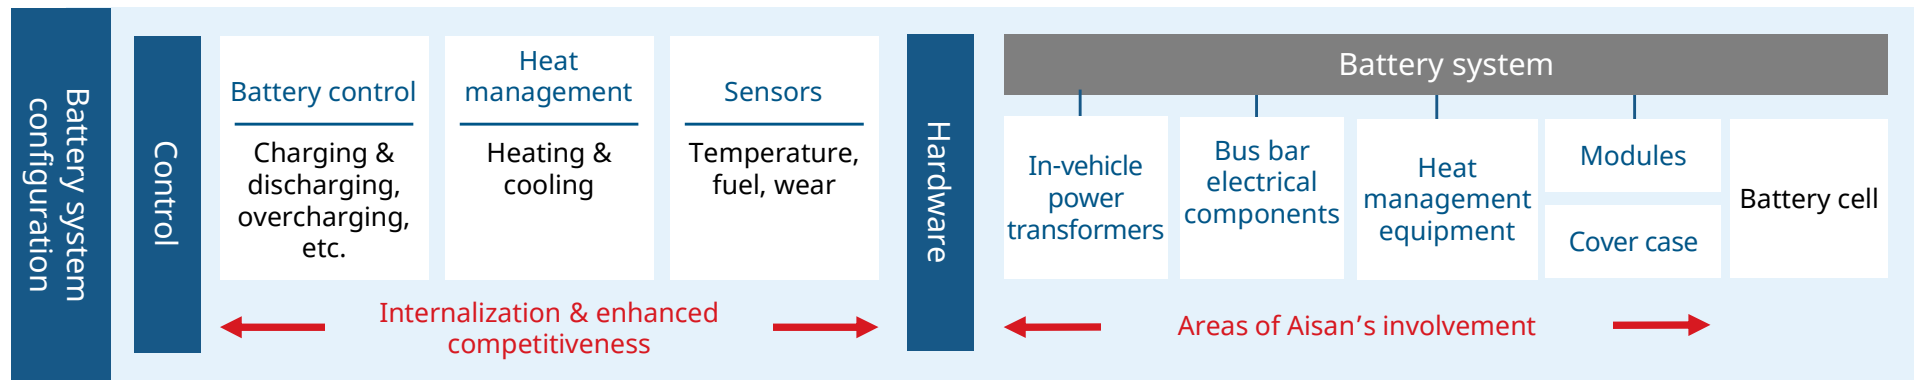 Battery system
configuration
Control
Battery control
Charging &
discharging,
overcharging,
etc.
Heat
management
Heating &
cooling
Sensors
Temperature,
fuel, wear
Internalization & enhanced
competitiveness
Hardware
Battery system
In-vehicle
power
transformers
Bus bar
electrical
components
Heat
management
equipment
Modules
Cover case
Battery cell
Areas of Aisan's involvement